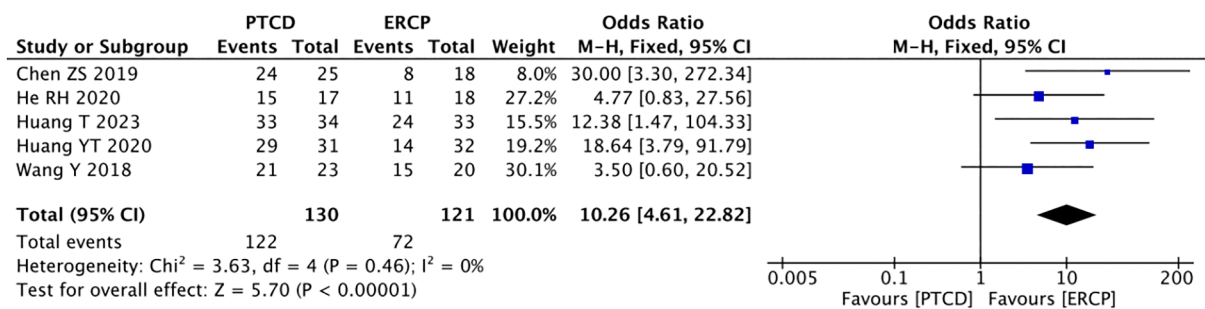 PTCD ERCP Odds Ratio Odds Ratio
Study or Subgroup Events Total Events Total Weight M-H, Fixed, 95% CI M-H, Fixed, 95% CI
Chen ZS 2019 24 25 8 18 8.0% 30.00 [3.30, 272.34]
He RH 2020 15 17 11 18 27.2% 4.77 [0.83, 27.56]
Huang T 2023 33 34 24 33 15.5% 12.38 [1.47, 104.33]
Huang YT 2020 29 31 14 32 19.2% 18.64 [3.79, 91.79]
Wang Y 2018 21 23 15 20 30.1% 3.50 [0.60, 20.52]
Total (95% CI) 130 121 100.0% 10.26 [4.61, 22.82]
Total events 122 72
Heterogeneity: Chi² = 3.63, df = 4 (P = 0.46); I² = 0%
Test for overall effect: Z = 5.70 (P < 0.00001)
0.005 0.1 1 10 200
Favours [PTCD] Favours [ERCP]